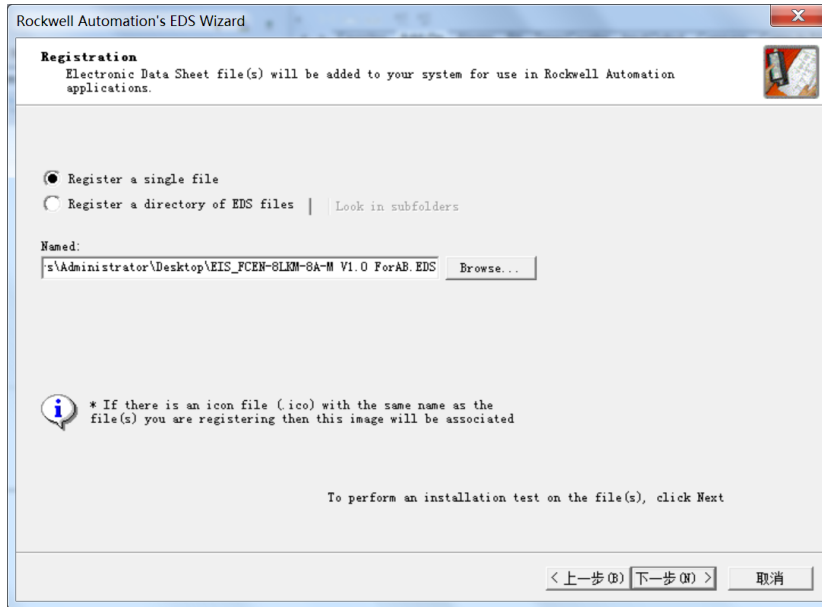 Rockwell Automation's EDS Wizard
Registration
Electronic Data Sheet file(s) will be added to your system for use in Rockwell Automation
applications.
Register a single file
Register a directory of EDS files
Look in subfolders
Named:
s\Administrator\Desktop\EIS_FCEN-8LKM-8A-M V1.0 ForAB.EDS
Browse...
* If there is an icon file (.ico) with the same name as the
file(s) you are registering then this image will be associated
To perform an installation test on the file(s), click Next
< 上一步(B) 下一步(N) > 取消